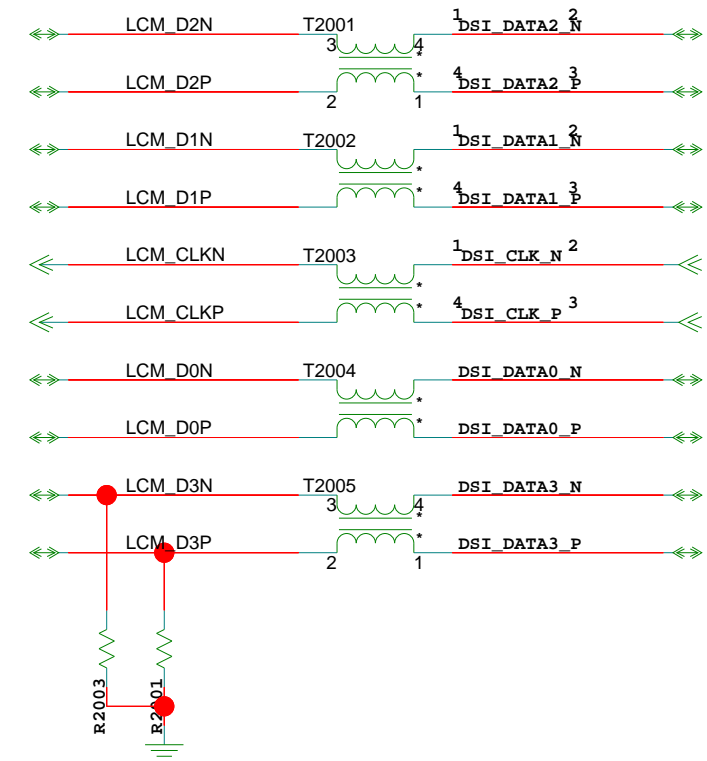 LCM_D2N T2001 1 DSI_DATA2_N 2
3 4 *
*
LCM_D2P 4 DSI_DATA2_P 3
2 1
LCM_D1N T2002 1 DSI_DATA1_N 2
*
*
LCM_D1P 4 DSI_DATA1_P 3
LCM_CLKN T2003 1 DSI_CLK_N 2
*
*
LCM_CLKP 4 DSI_CLK_P 3
LCM_D0N T2004 DSI_DATA0_N
*
*
LCM_D0P DSI_DATA0_P
LCM_D3N T2005 DSI_DATA3_N
3 4 *
*
LCM_D3P DSI_DATA3_P
2 1
R2003 R2001